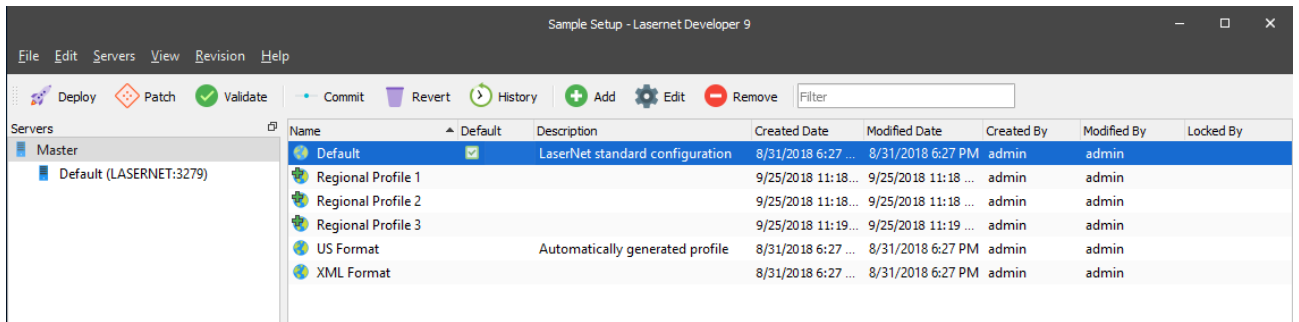 Sample Setup - Lasernet Developer 9
File Edit Servers View Revision Help
Deploy Patch Validate Commit Revert History Add Edit Remove Filter
Servers Name Default Description Created Date Modified Date Created By Modified By Locked By
Master Default LaserNet standard configuration 8/31/2018 6:27 ... 8/31/2018 6:27 PM admin admin
Default (LASERNET:3279) Regional Profile 1 9/25/2018 11:18... 9/25/2018 11:18 ... admin admin
Regional Profile 2 9/25/2018 11:18... 9/25/2018 11:18 ... admin admin
Regional Profile 3 9/25/2018 11:19... 9/25/2018 11:19 ... admin admin
US Format Automatically generated profile 8/31/2018 6:27 ... 8/31/2018 6:27 PM admin admin
XML Format 8/31/2018 6:27 ... 8/31/2018 6:27 PM admin admin